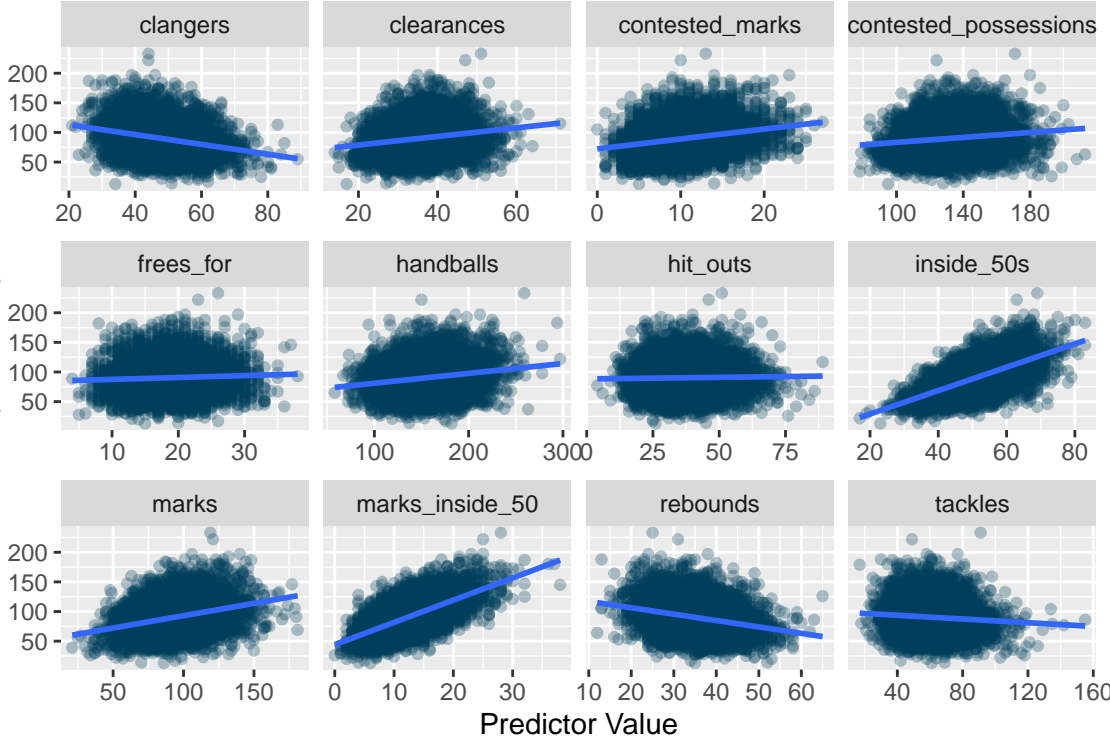 clangers clearances contested_marks contested_possessions
200
150
100
50
20 40 60 80 20 40 60 0 10 20 100 140 180
frees_for handballs hit_outs inside_50s
200
150
100
50
10 20 30 100 200 300 0 25 50 75 20 40 60 80
marks marks_inside_50 rebounds tackles
200
150
100
50
50 100 150 0 10 20 30 10 20 30 40 50 60 40 80 120 160
Predictor Value